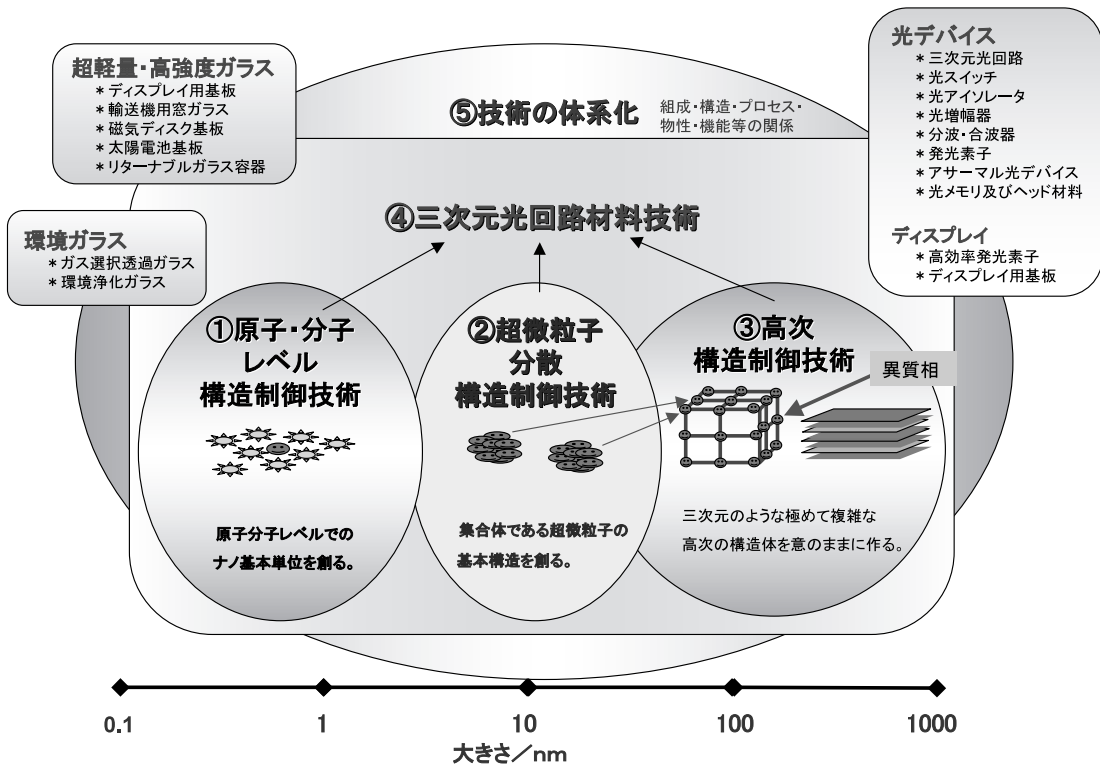 超軽量・高強度ガラス
＊ディスプレイ用基板
＊輸送機用窓ガラス
＊磁気ディスク基板
＊太陽電池基板
＊リターナブルガラス容器
環境ガラス
＊ガス選択透過ガラス
＊環境浄化ガラス
光デバイス
＊三次元光回路
＊光スイッチ
＊光アイソレータ
＊光増幅器
＊分波・合波器
＊発光素子
＊アサーマル光デバイス
＊光メモリ及びヘッド材料
ディスプレイ
＊高効率発光素子
＊ディスプレイ用基板
⑤技術の体系化
組成・構造・プロセス・
物性・機能等の関係
④三次元光回路材料技術
①原子・分子
レベル
構造制御技術
原子分子レベルでの
ナノ基本単位を創る。
②超微粒子
分散
構造制御技術
集合体である超微粒子の
基本構造を創る。
③高次
構造制御技術
異質相
三次元のような極めて複雑な
高次の構造体を意のままに作る。
0.1 1 10 100 1000
大きさ／nm